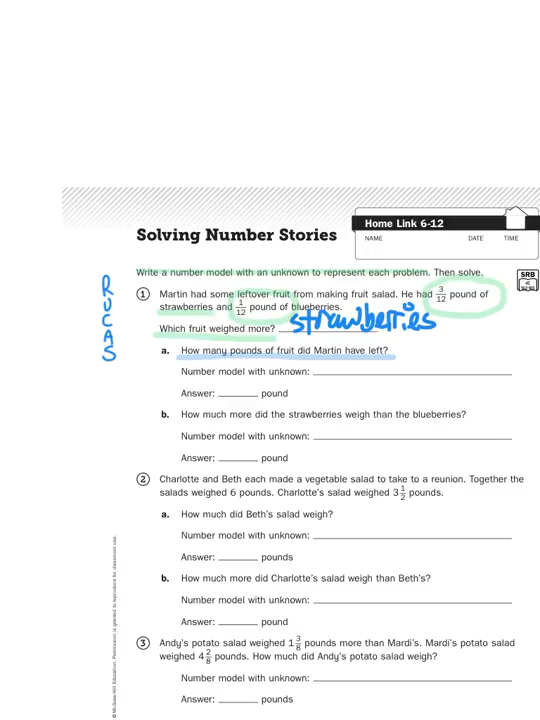 Home Link 6-12
Solving Number Stories
NAME DATE TIME
Write a number model with an unknown to represent each problem. Then solve.
SRB
R
U
C
A
S
1 Martin had some leftover fruit from making fruit salad. He had 3/12 pound of
strawberries and 1/12 pound of blueberries.
Which fruit weighed more? strawberries
a. How many pounds of fruit did Martin have left?
Number model with unknown:
Answer: pound
b. How much more did the strawberries weigh than the blueberries?
Number model with unknown:
Answer: pound
2 Charlotte and Beth each made a vegetable salad to take to a reunion. Together the
salads weighed 6 pounds. Charlotte's salad weighed 3 1/2 pounds.
a. How much did Beth's salad weigh?
Number model with unknown:
Answer: pounds
b. How much more did Charlotte's salad weigh than Beth's?
Number model with unknown:
Answer: pound
3 Andy's potato salad weighed 1 3/8 pounds more than Mardi's. Mardi's potato salad
weighed 4 2/8 pounds. How much did Andy's potato salad weigh?
Number model with unknown:
Answer: pounds
© McGraw-Hill Education. Permission is granted to reproduce for classroom use.